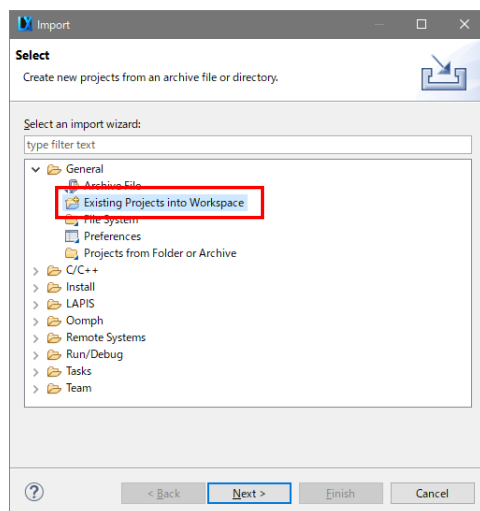 Import
Select
Create new projects from an archive file or directory.
Select an import wizard:
type filter text
General
Archive File
Existing Projects into Workspace
File System
Preferences
Projects from Folder or Archive
C/C++
Install
LAPIS
Oomph
Remote Systems
Run/Debug
Tasks
Team
? < Back Next > Finish Cancel